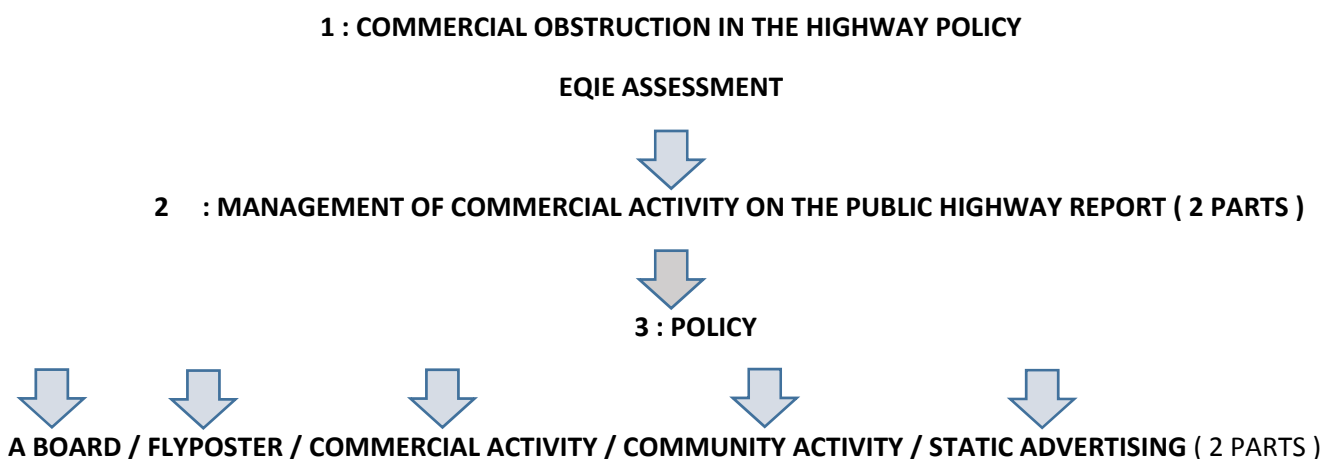 1 : COMMERCIAL OBSTRUCTION IN THE HIGHWAY POLICY
EQIE ASSESSMENT
2 : MANAGEMENT OF COMMERCIAL ACTIVITY ON THE PUBLIC HIGHWAY REPORT ( 2 PARTS )
3 : POLICY
A BOARD / FLYPOSTER / COMMERCIAL ACTIVITY / COMMUNITY ACTIVITY / STATIC ADVERTISING ( 2 PARTS )